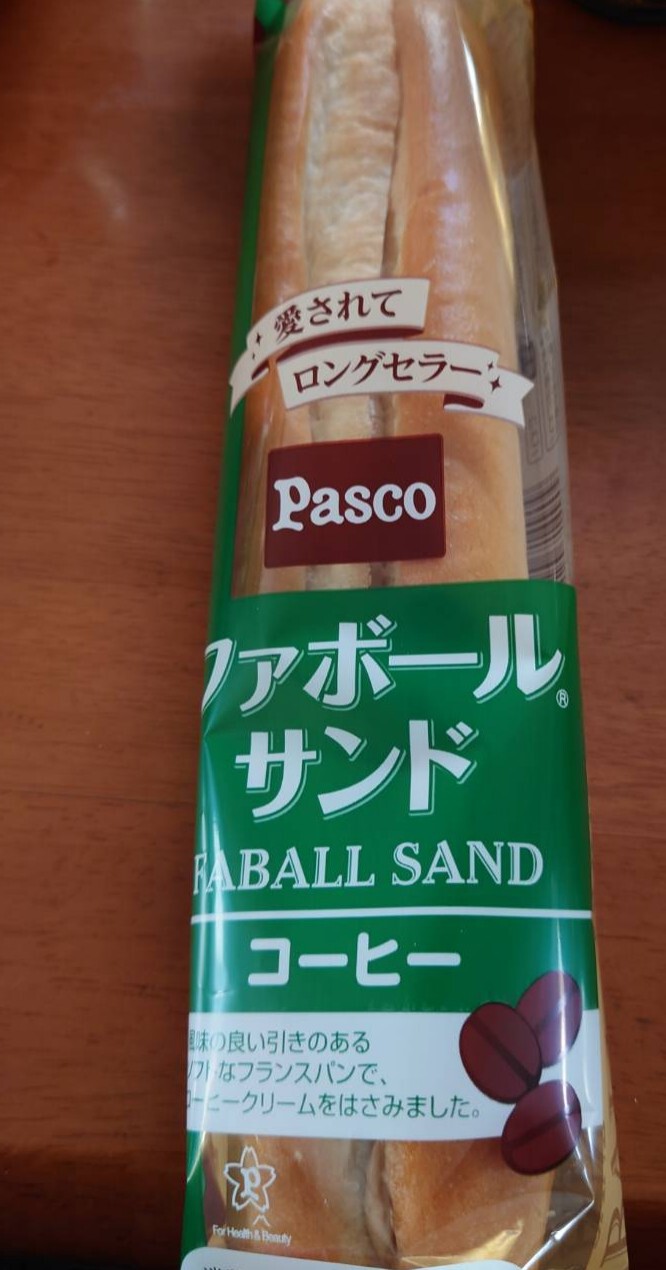 愛されて
ロングセラー
Pasco
ファボール®
サンド
FABALL SAND
コーヒー
風味の良い引きのある
ソフトなフランスパンで、
コーヒークリームをはさみました。
For Health & Beauty